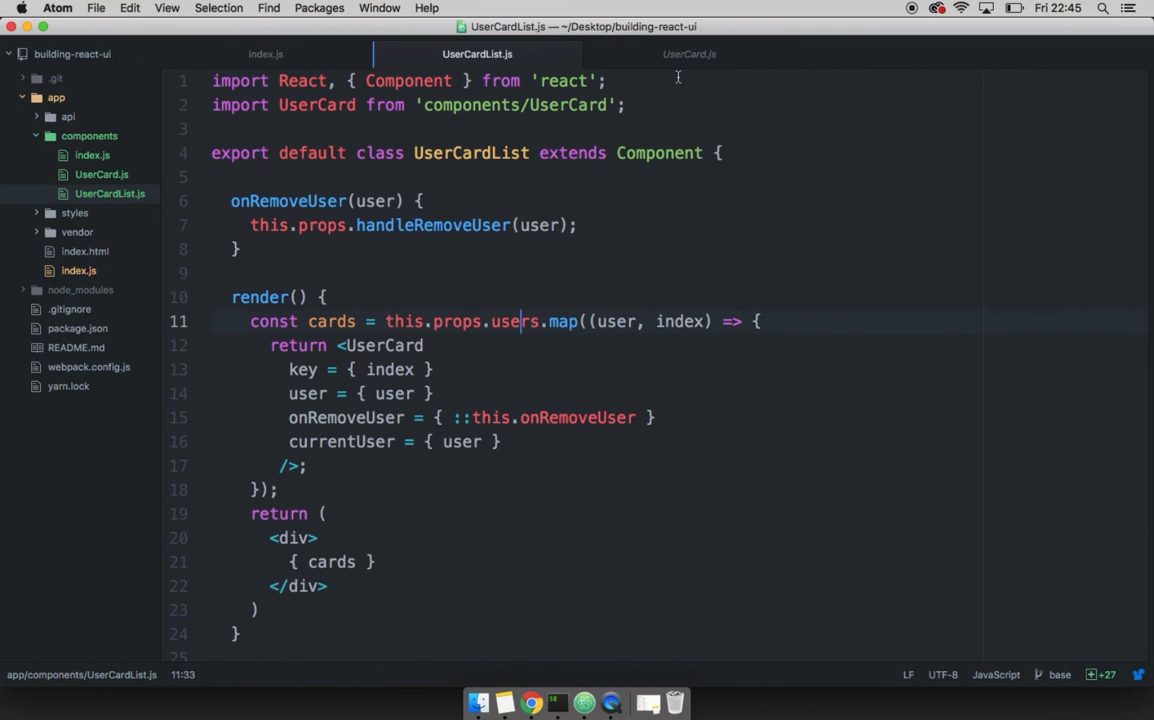 Atom File Edit View Selection Find Packages Window Help Fri 22:45
UserCardList.js — ~/Desktop/building-react-ui
building-react-ui
index.js
UserCardList.js
UserCard.js
.git
app
api
components
index.js
UserCard.js
UserCardList.js
styles
vendor
index.html
index.js
node_modules
.gitignore
package.json
README.md
webpack.config.js
yarn.lock
1 import React, { Component } from 'react';
2 import UserCard from 'components/UserCard';
3
4 export default class UserCardList extends Component {
5
6 onRemoveUser(user) {
7 this.props.handleRemoveUser(user);
8 }
9
10 render() {
11 const cards = this.props.users.map((user, index) => {
12 return <UserCard
13 key = { index }
14 user = { user }
15 onRemoveUser = { ::this.onRemoveUser }
16 currentUser = { user }
17 />;
18 });
19 return (
20 <div>
21 { cards }
22 </div>
23 )
24 }
25
app/components/UserCardList.js 11:33 LF UTF-8 JavaScript base +27